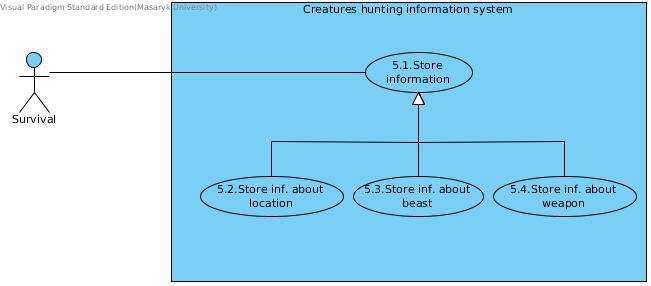 Visual Paradigm Standard Edition(Masaryk University)
Creatures hunting information system
5.1.Store
information
Survival
5.2.Store inf. about
location
5.3.Store inf. about
beast
5.4.Store inf. about
weapon